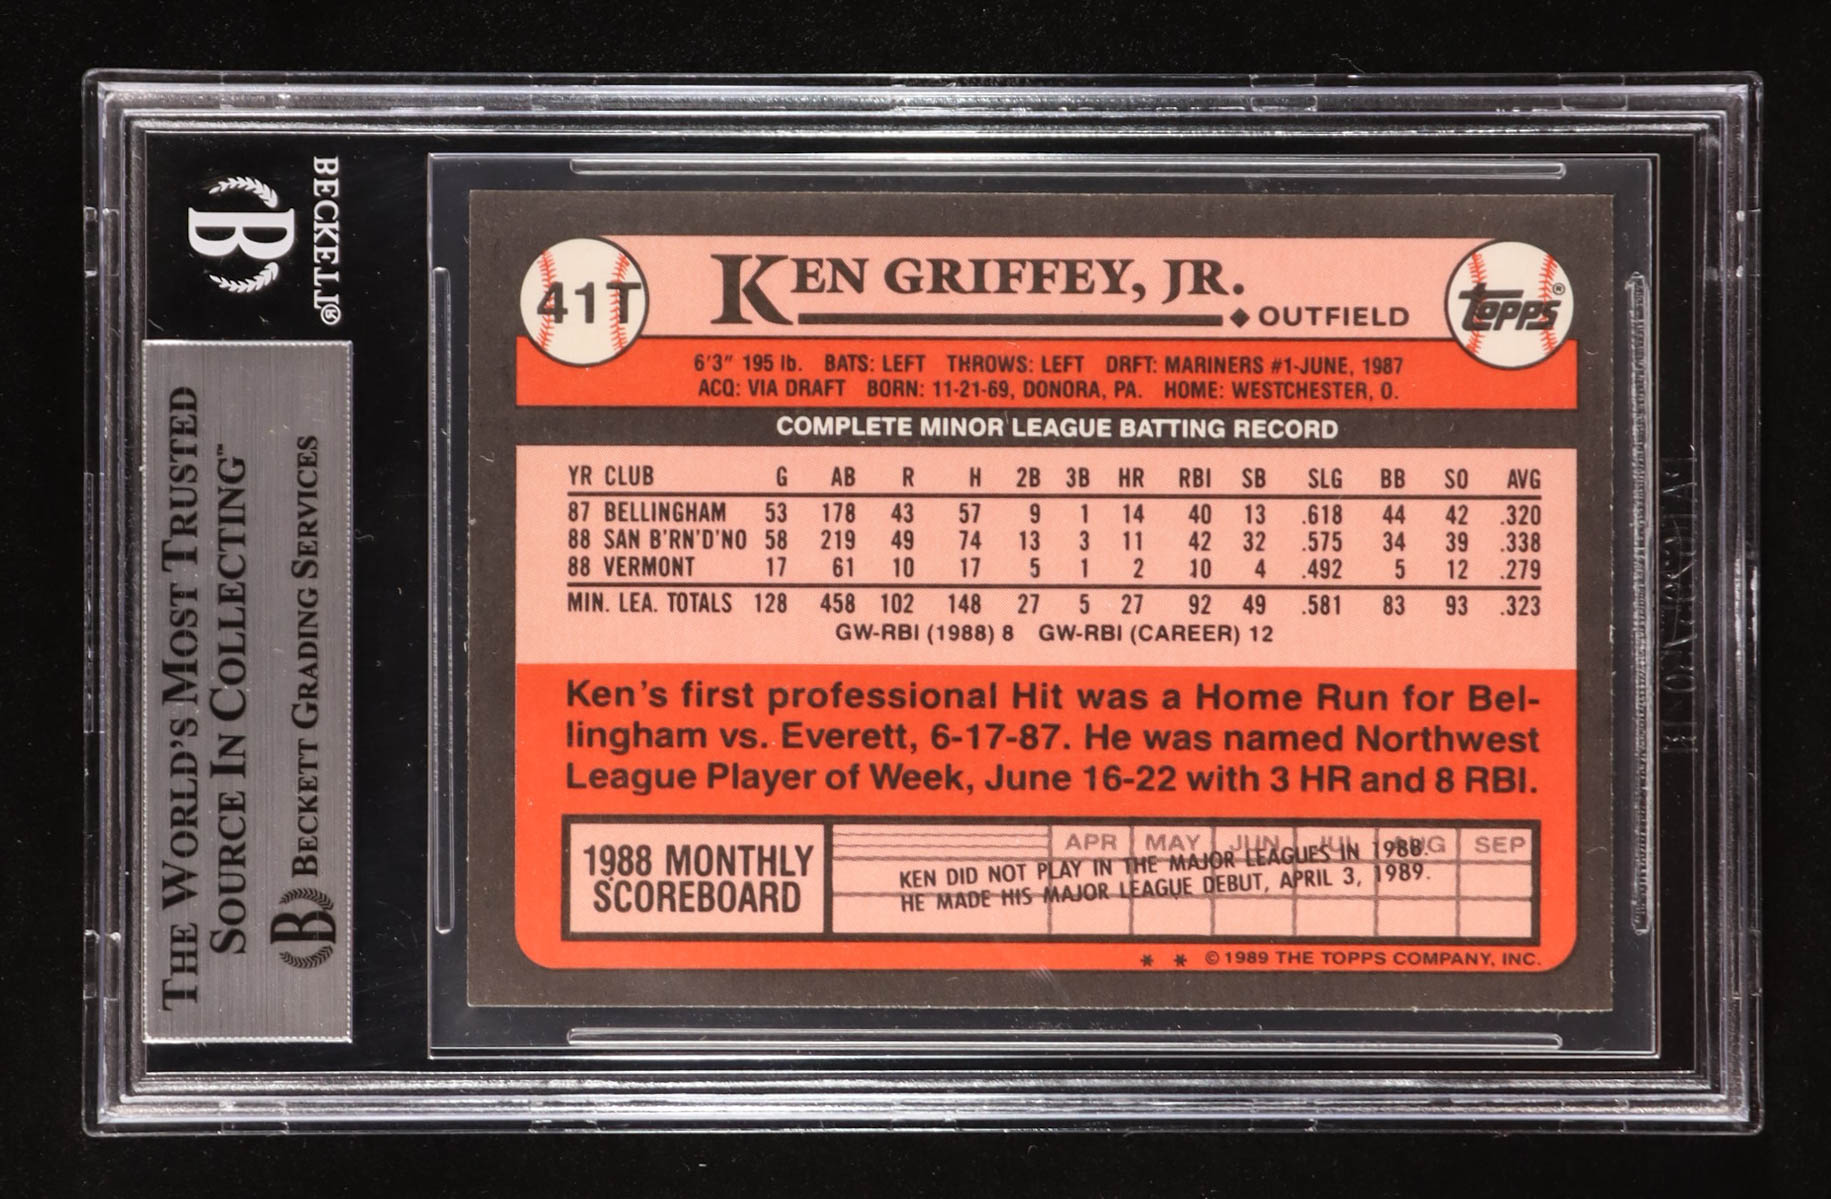 BECKETT®
B
THE WORLD'S MOST TRUSTED
SOURCE IN COLLECTING™
B BECKETT GRADING SERVICES
41T
KEN GRIFFEY, JR.
◆ OUTFIELD
TOPPS®
6'3" 195 lb. BATS: LEFT THROWS: LEFT DRFT: MARINERS #1-JUNE, 1987
ACQ: VIA DRAFT BORN: 11-21-69, DONORA, PA. HOME: WESTCHESTER, O.
COMPLETE MINOR LEAGUE BATTING RECORD
YR CLUB G AB R H 2B 3B HR RBI SB SLG BB SO AVG
87 BELLINGHAM 53 178 43 57 9 1 14 40 13 .618 44 42 .320
88 SAN B'RN'D'NO 58 219 49 74 13 3 11 42 32 .575 34 39 .338
88 VERMONT 17 61 10 17 5 1 2 10 4 .492 5 12 .279
MIN. LEA. TOTALS 128 458 102 148 27 5 27 92 49 .581 83 93 .323
GW-RBI (1988) 8 GW-RBI (CAREER) 12
Ken's first professional Hit was a Home Run for Bel-
lingham vs. Everett, 6-17-87. He was named Northwest
League Player of Week, June 16-22 with 3 HR and 8 RBI.
1988 MONTHLY
SCOREBOARD
APR MAY JUN JUL AUG SEP
KEN DID NOT PLAY IN THE MAJOR LEAGUES IN 1988.
HE MADE HIS MAJOR LEAGUE DEBUT, APRIL 3, 1989.
* * © 1989 THE TOPPS COMPANY, INC.